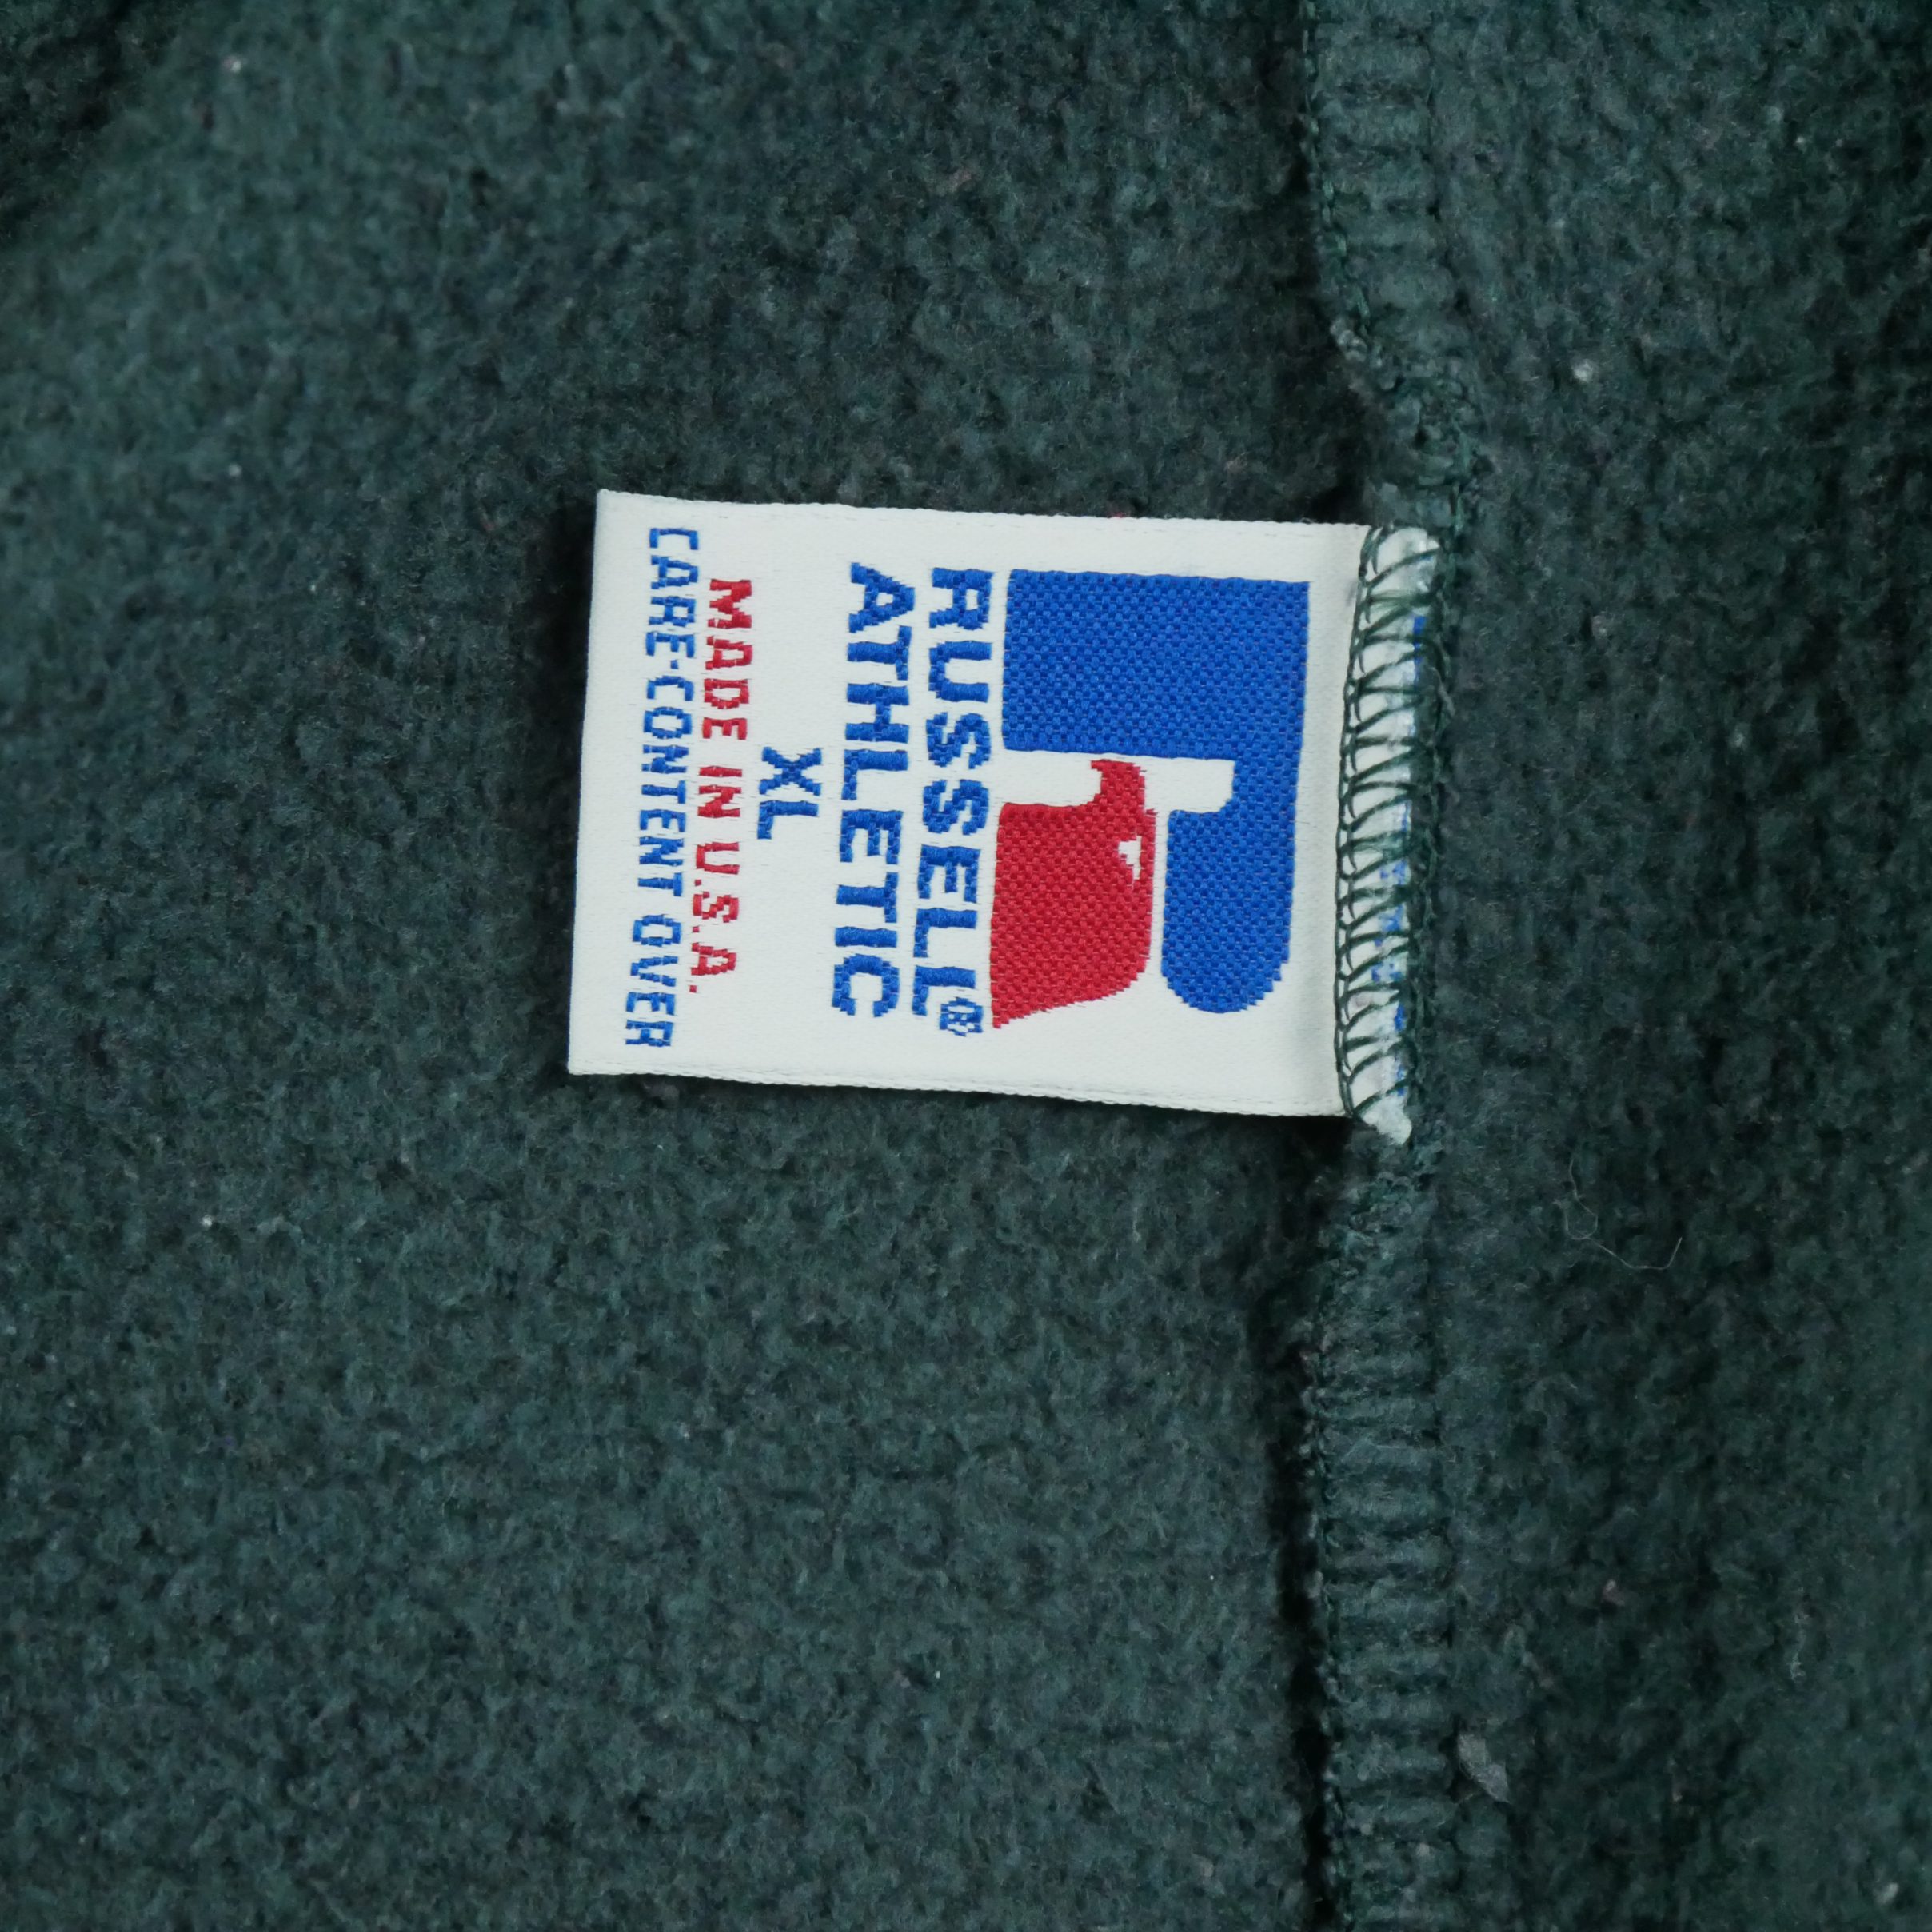 RUSSELL®
ATHLETIC
XL
MADE IN U.S.A.
CARE·CONTENT OVER